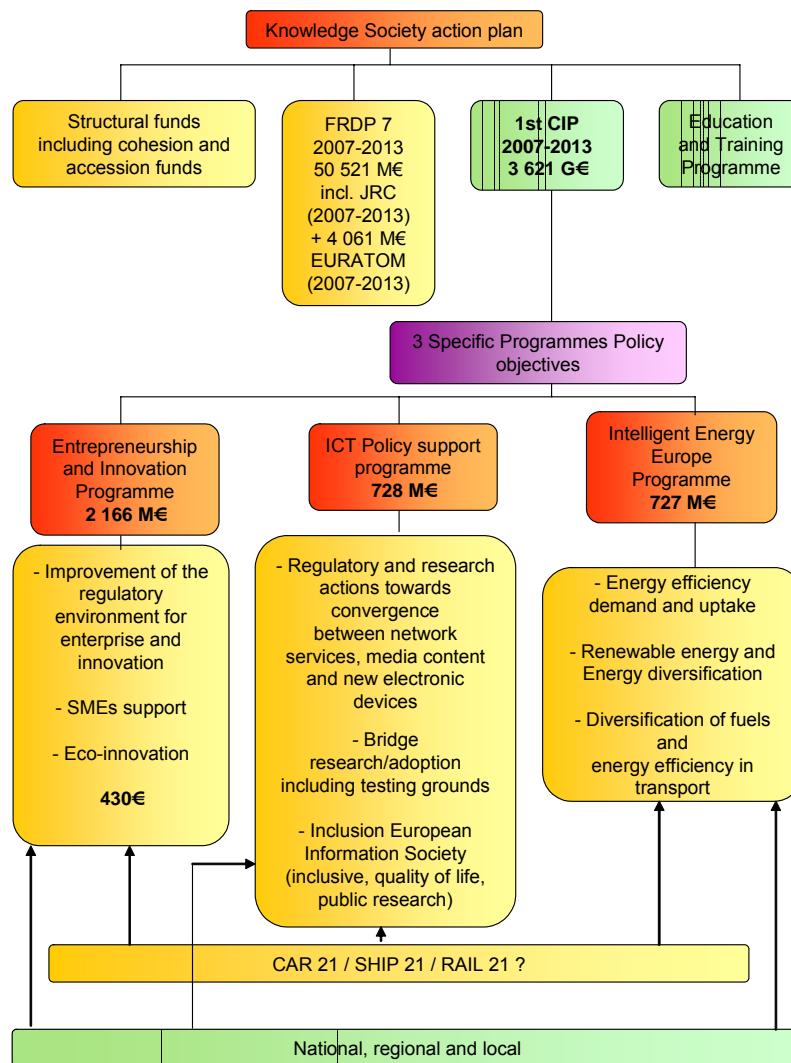 Knowledge Society action plan
Structural funds
including cohesion and
accession funds
FRDP 7
2007-2013
50 521 M€
incl. JRC
(2007-2013)
+ 4 061 M€
EURATOM
(2007-2013)
1st CIP
2007-2013
3 621 G€
Education
and Training
Programme
3 Specific Programmes Policy
objectives
Entrepreneurship
and Innovation
Programme
2 166 M€
ICT Policy support
programme
728 M€
Intelligent Energy
Europe
Programme
727 M€
- Improvement of the
regulatory
environment for
enterprise and
innovation
- SMEs support
- Eco-innovation
430€
- Regulatory and research
actions towards
convergence
between network
services, media content
and new electronic
devices
- Bridge
research/adoption
including testing grounds
- Inclusion European
Information Society
(inclusive, quality of life,
public research)
- Energy efficiency
demand and uptake
- Renewable energy and
Energy diversification
- Diversification of fuels
and
energy efficiency in
transport
CAR 21 / SHIP 21 / RAIL 21 ?
National, regional and local